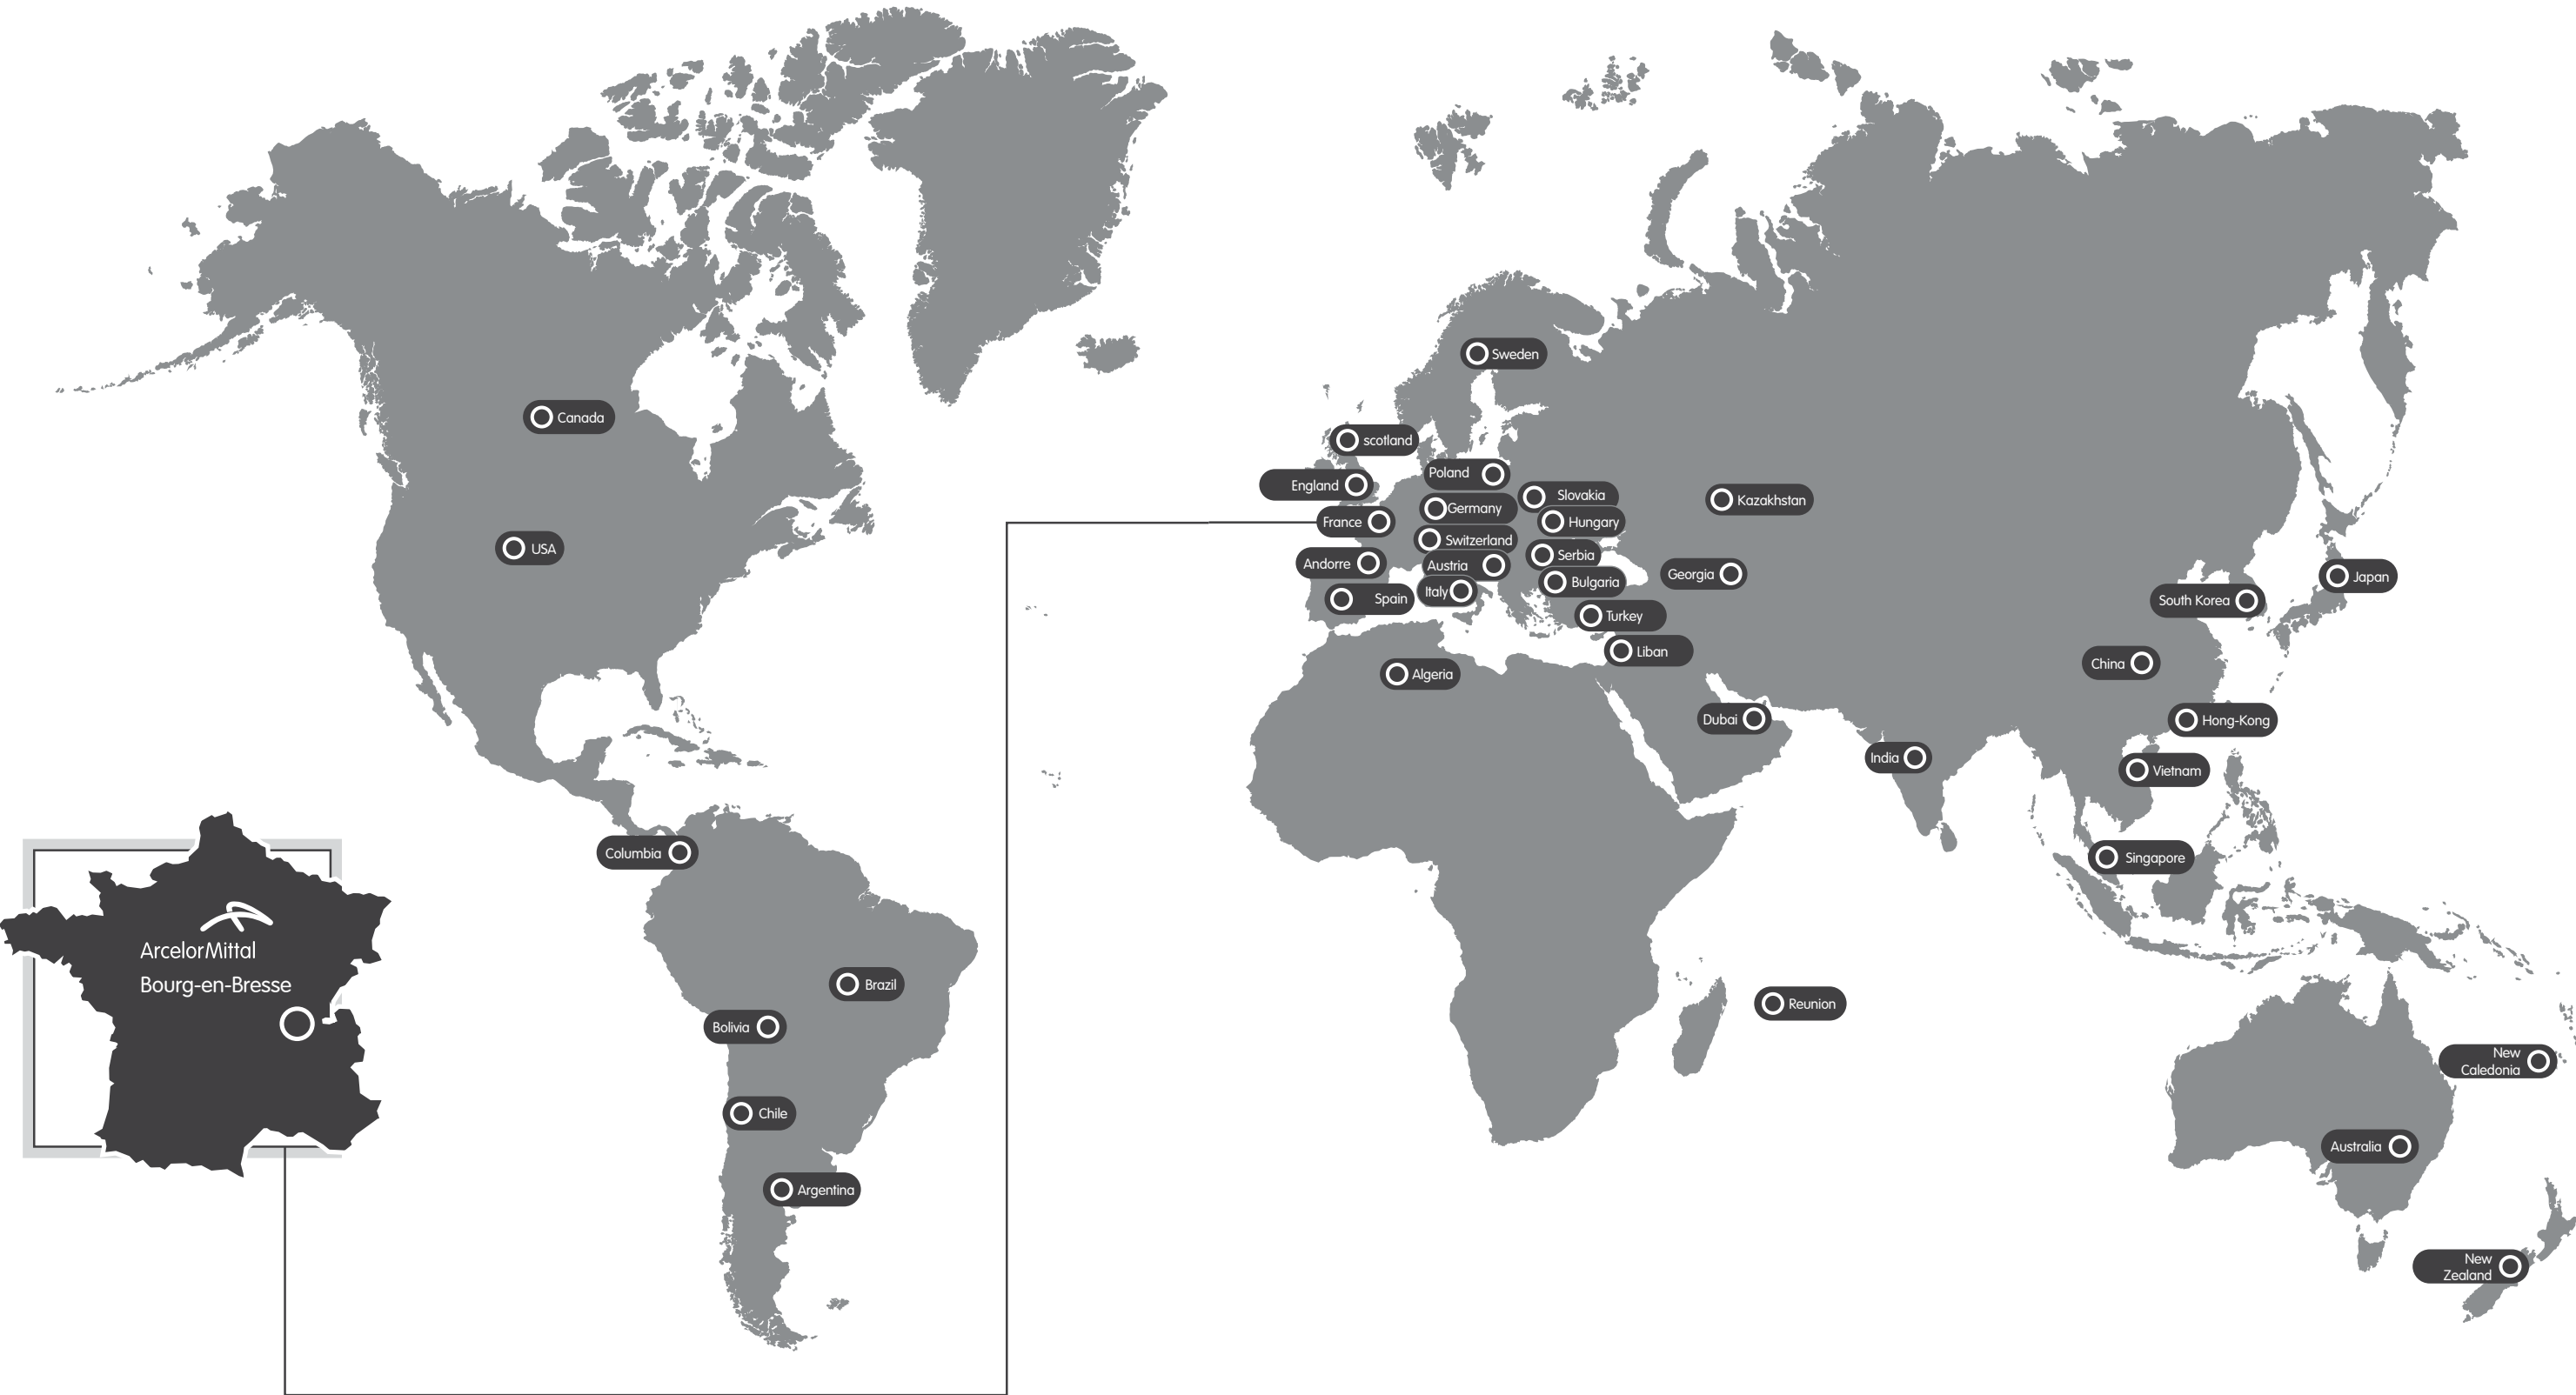 Sweden
Canada
scotland
Poland
England
Slovakia
Kazakhstan
Germany
France
Hungary
Switzerland
USA
Serbia
Andorre
Austria
Georgia
Japan
Bulgaria
Italy
Spain
South Korea
Turkey
Liban
China
Algeria
Dubai
Hong-Kong
India
Vietnam
Columbia
Singapore
ArcelorMittal
Bourg-en-Bresse
Brazil
Reunion
Bolivia
New
Caledonia
Chile
Australia
Argentina
New
Zealand